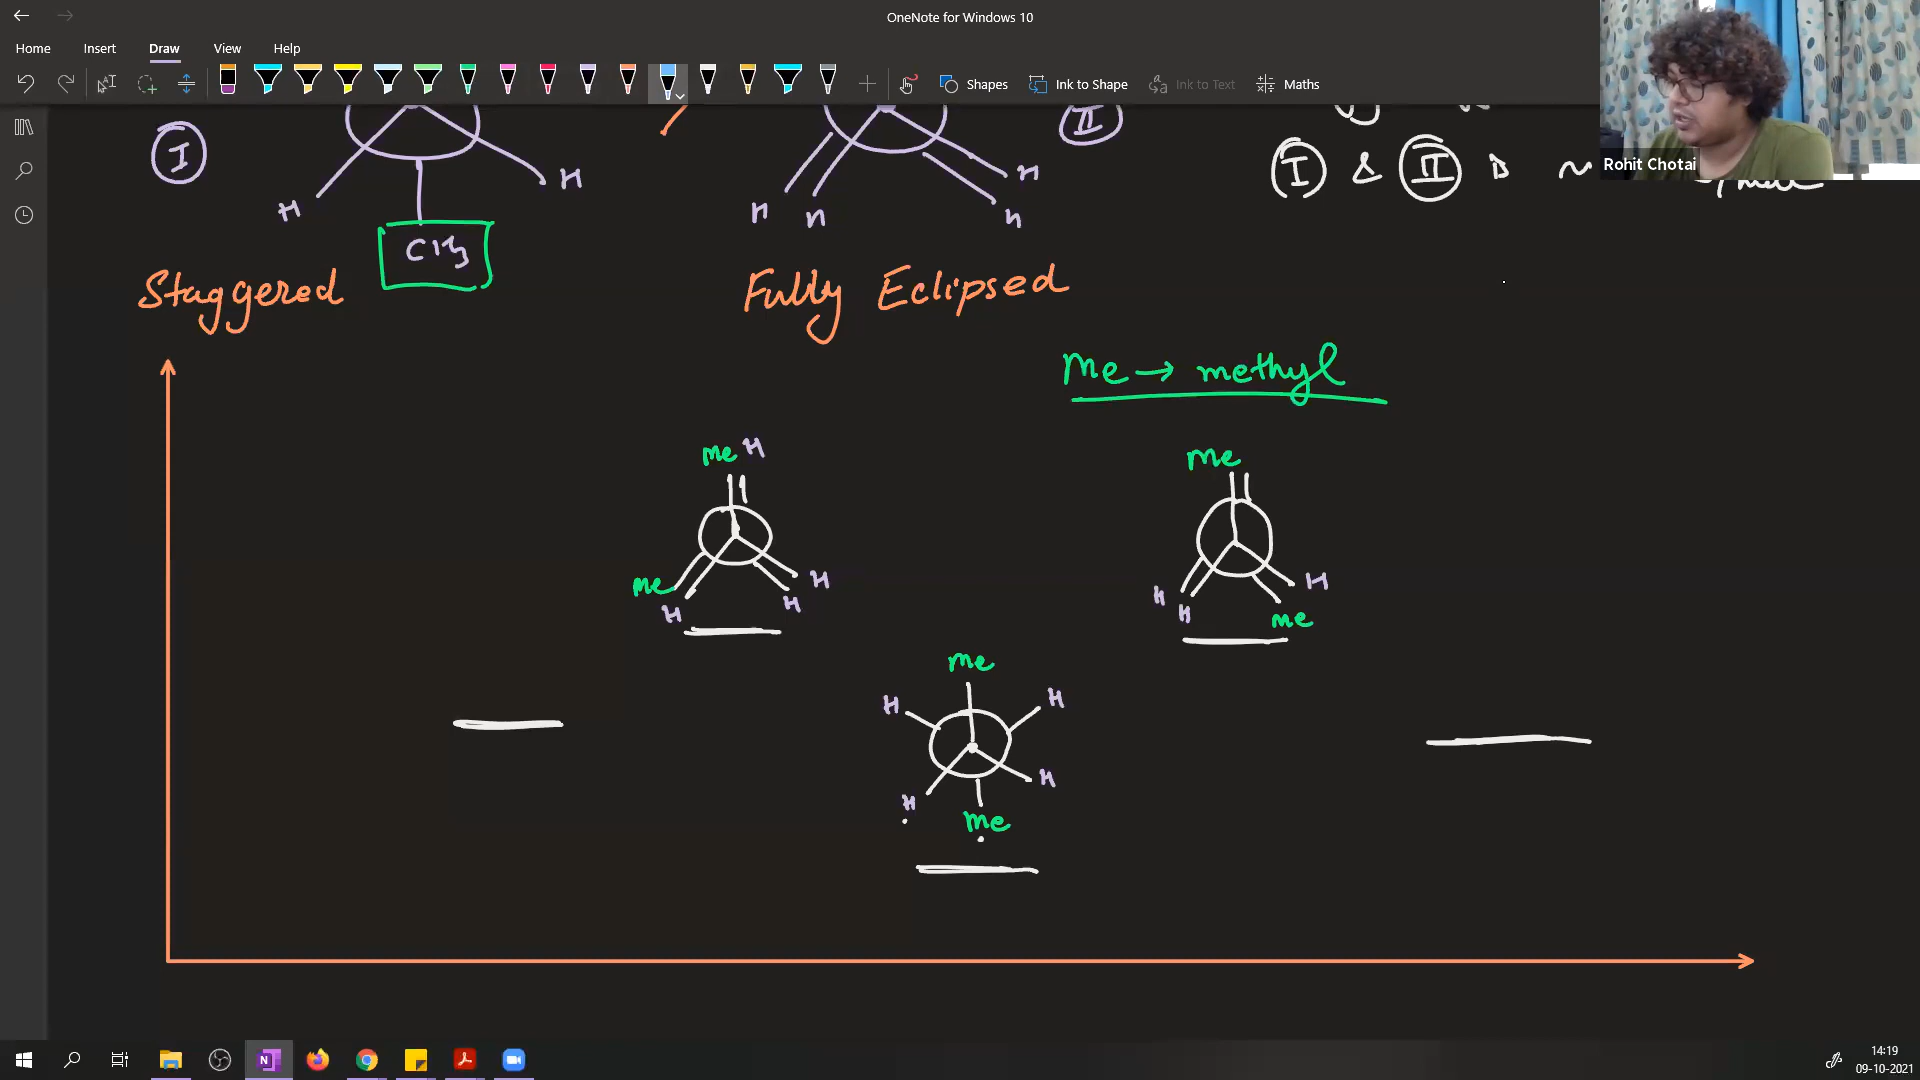 OneNote for Windows 10
Home Insert Draw View Help
Shapes Ink to Shape Ink to Text Maths
I II
H H
CH3
H H H H
I & II is ~
Rohit Chotai
Staggered
Fully Eclipsed
Me → methyl
Me H
Me
Me H H H
H H H Me
Me
H H
H H
Me
14:19
09-10-2021